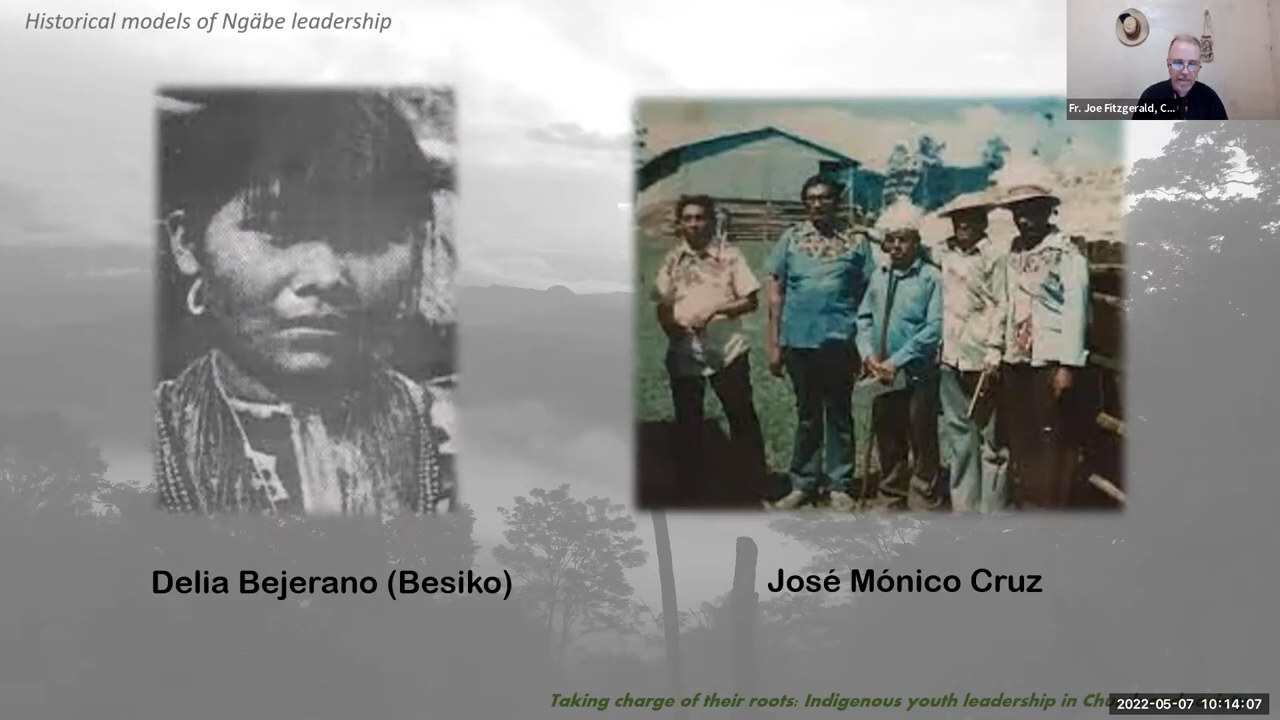 Historical models of Ngäbe leadership
Fr. Joe Fitzgerald, C...
Delia Bejerano (Besiko)
José Mónico Cruz
Taking charge of their roots: Indigenous youth leadership in
2022-05-07 10:14:07